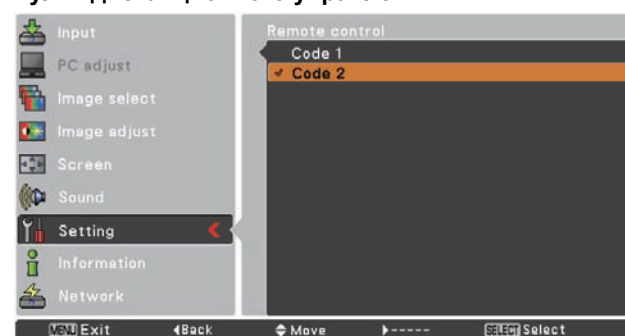 Input
PC adjust
Image select
Image adjust
Screen
Sound
Setting
Information
Network
Remote control
Code 1
Code 2
MENU Exit ◀Back Move ▶----- SELECT Select